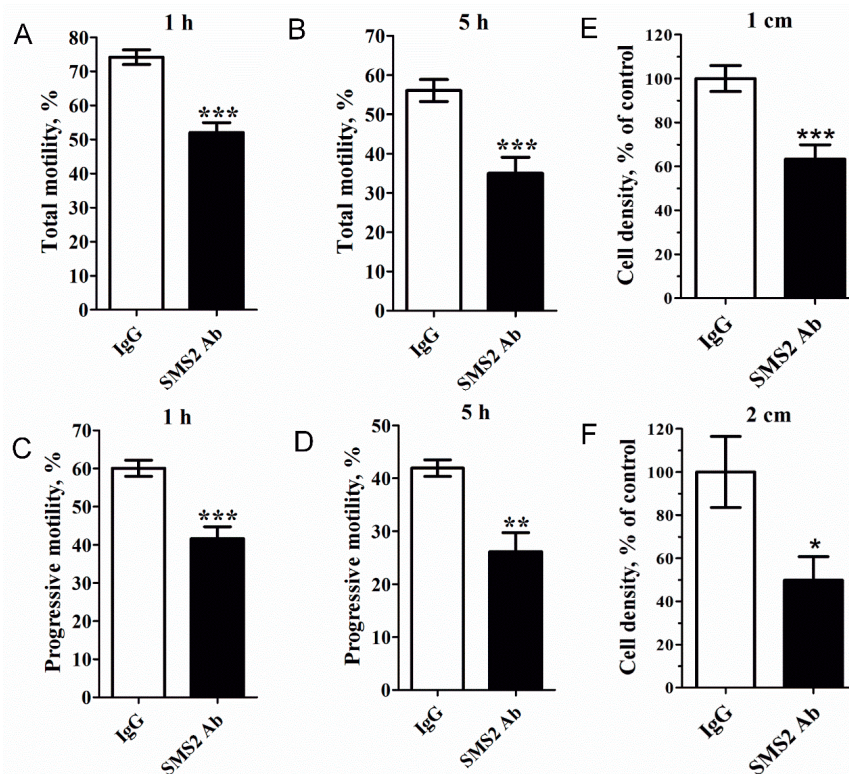 A
1 h
Total motility, %
80
70
60
50
40
30
20
10
0
***
IgG
SMS2 Ab
B
5 h
Total motility, %
70
60
50
40
30
20
10
0
***
IgG
SMS2 Ab
E
1 cm
Cell density, % of control
120
100
80
60
40
20
0
***
IgG
SMS2 Ab
C
1 h
Progressive motility, %
70
60
50
40
30
20
10
0
***
IgG
SMS2 Ab
D
5 h
Progressive motility, %
50
40
30
20
10
0
**
IgG
SMS2 Ab
F
2 cm
Cell density, % of control
120
100
80
60
40
20
0
*
IgG
SMS2 Ab